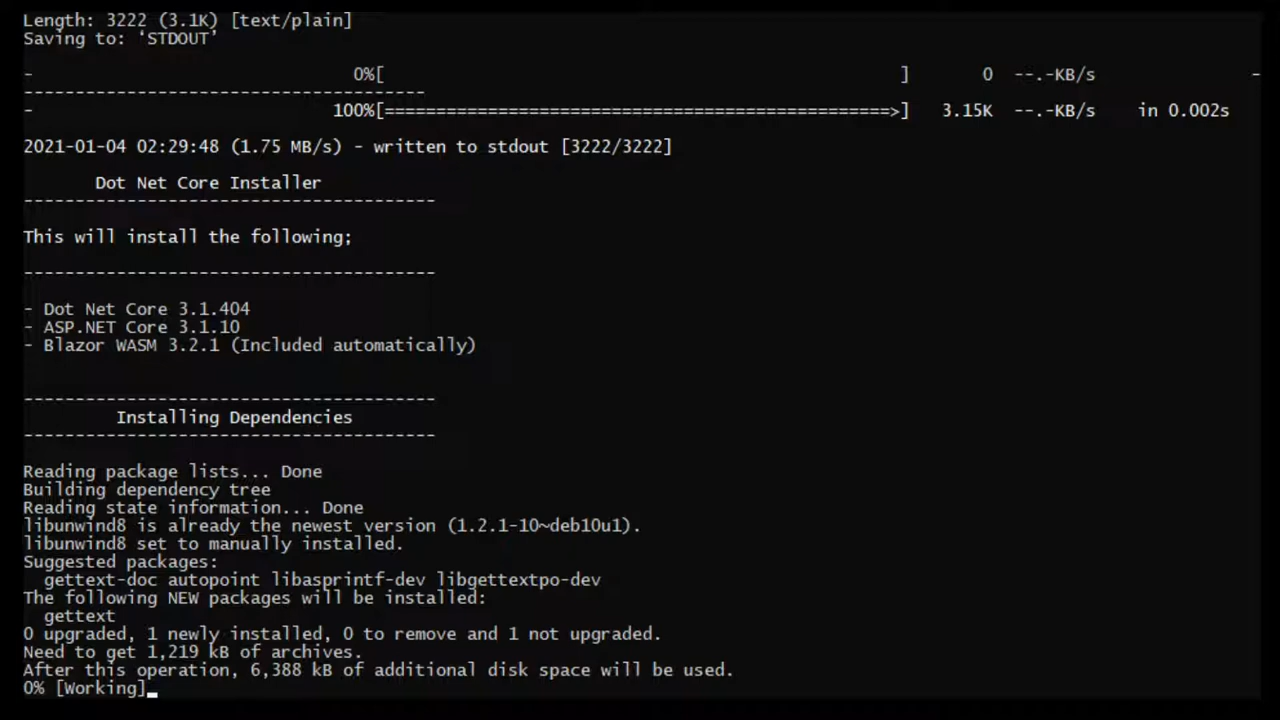 Length: 3222 (3.1K) [text/plain]
Saving to: ‘STDOUT’
- 0%[ ] 0 --.-KB/s -
---------------------------------------
- 100%[=================================================>] 3.15K --.-KB/s in 0.002s
2021-01-04 02:29:48 (1.75 MB/s) - written to stdout [3222/3222]
Dot Net Core Installer
----------------------------------------
This will install the following;
----------------------------------------
- Dot Net Core 3.1.404
- ASP.NET Core 3.1.10
- Blazor WASM 3.2.1 (Included automatically)
----------------------------------------
Installing Dependencies
----------------------------------------
Reading package lists... Done
Building dependency tree
Reading state information... Done
libunwind8 is already the newest version (1.2.1-10~deb10u1).
libunwind8 set to manually installed.
Suggested packages:
gettext-doc autopoint libasprintf-dev libgettextpo-dev
The following NEW packages will be installed:
gettext
0 upgraded, 1 newly installed, 0 to remove and 1 not upgraded.
Need to get 1,219 kB of archives.
After this operation, 6,388 kB of additional disk space will be used.
0% [Working]